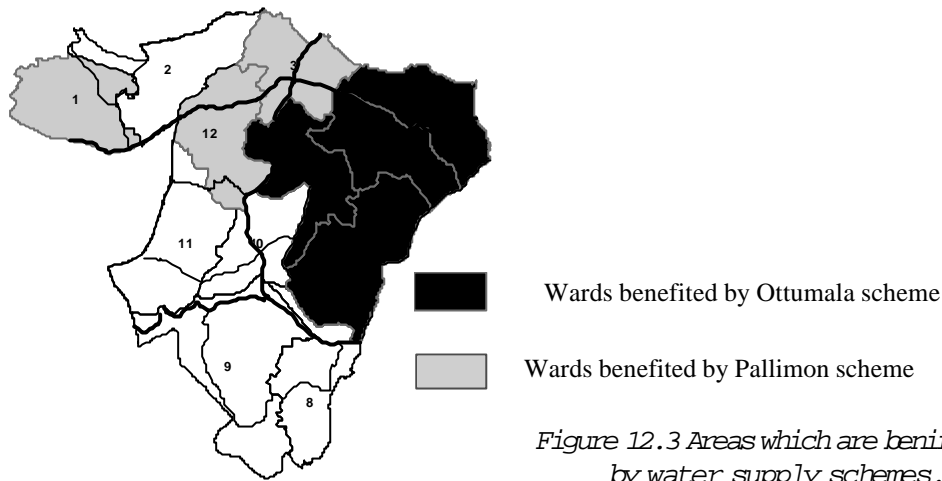 2
3
1
12
11
10
Wards benefited by Ottumala scheme
Wards benefited by Pallimon scheme
9
8
Figure 12.3 Areas which are
by water supply schemes.